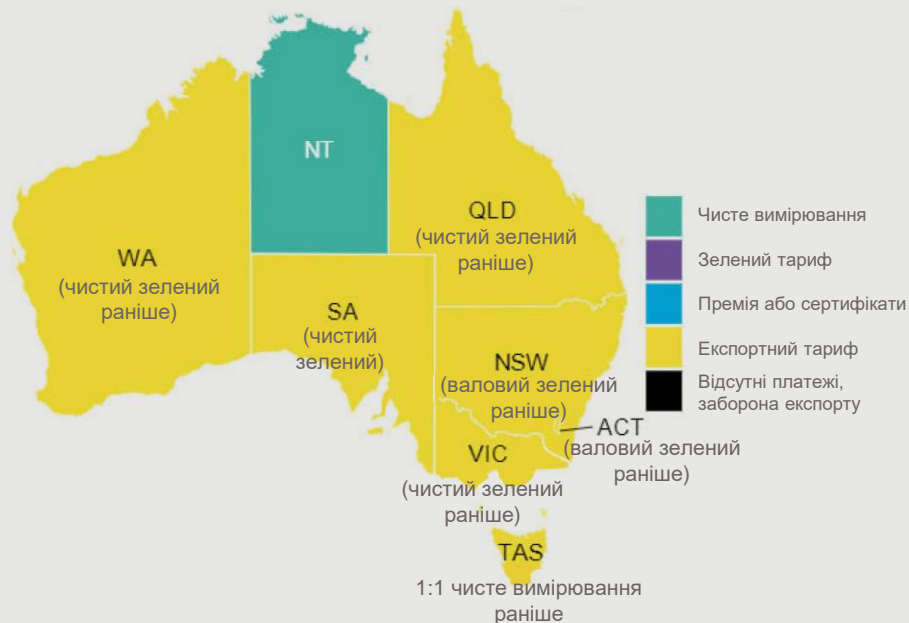 NT
QLD
(чистий зелений
раніше)
WA
(чистий зелений
раніше)
SA
(чистий
зелений)
NSW
(валовий зелений
раніше)
ACT
(валовий зелений
раніше)
VIC
(чистий зелений
раніше)
TAS
1:1 чисте вимірювання
раніше
Чисте вимірювання
Зелений тариф
Премія або сертифікати
Експортний тариф
Відсутні платежі,
заборона експорту